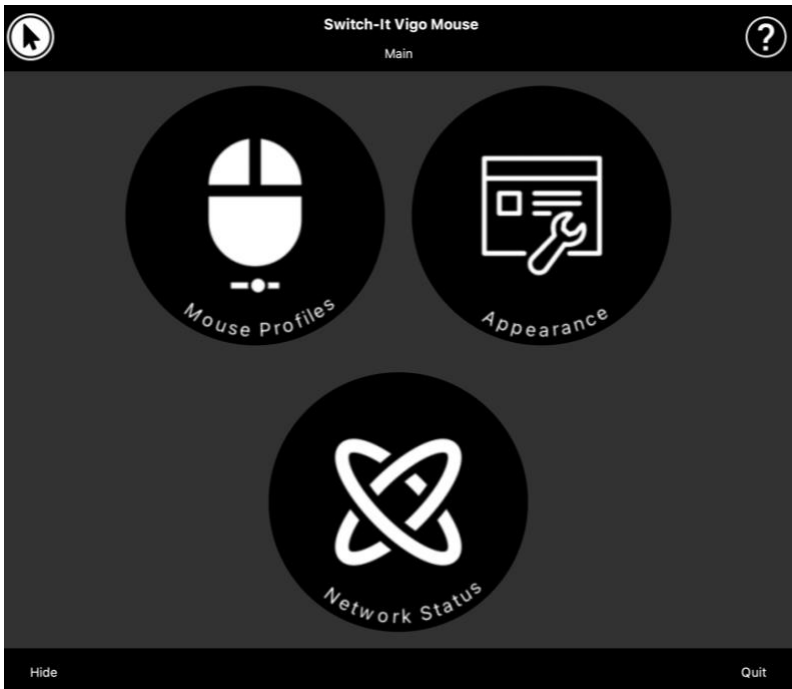 Switch-It Vigo Mouse
Main
?
Mouse Profiles
Appearance
Network Status
Hide
Quit